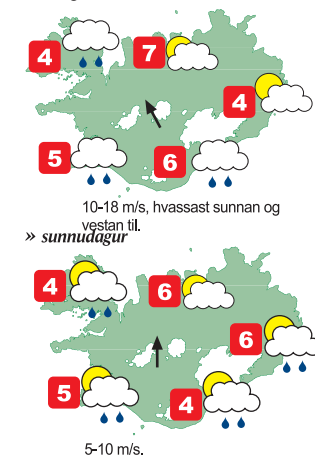 4
7
4
5
6
10-18 m/s, hvassast sunnan og
vestan til.
» sunnudagur
4
6
6
5
4
5-10 m/s.